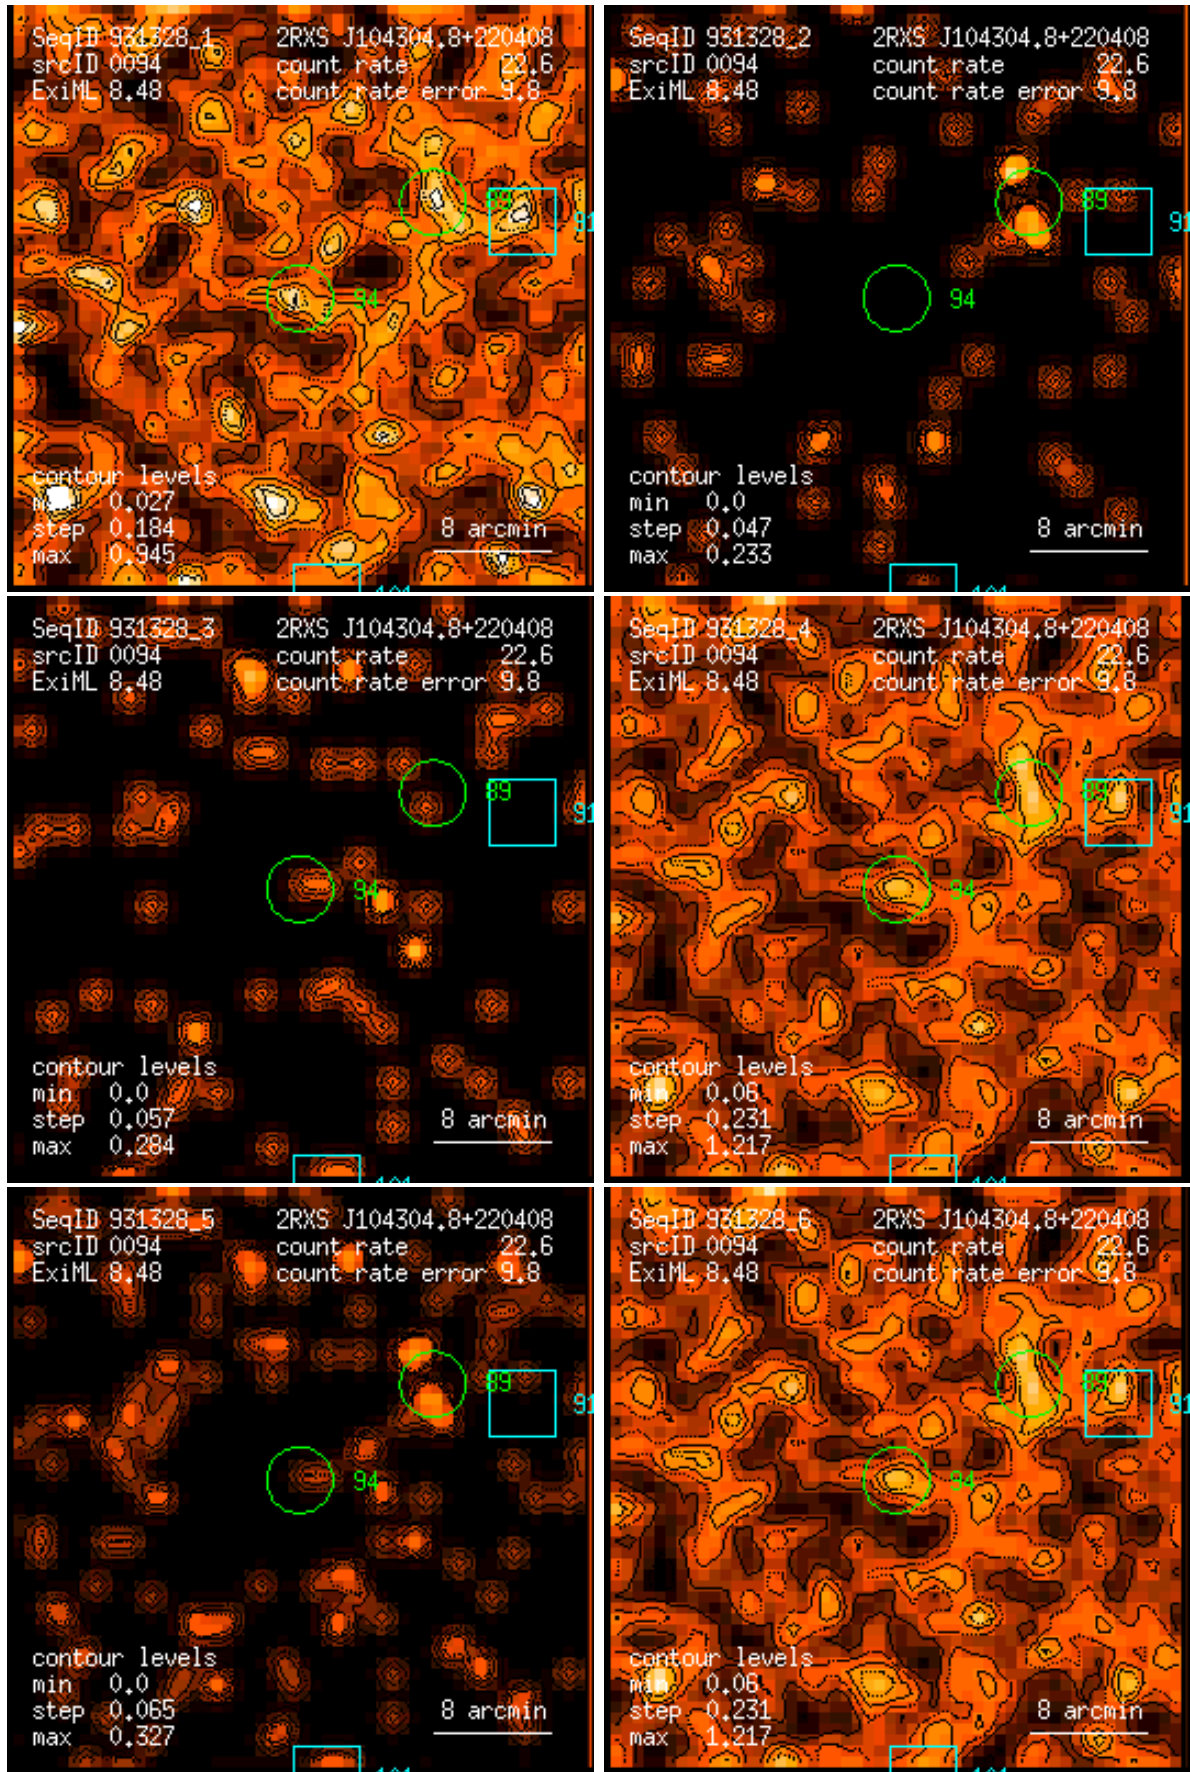 SeqID 931328_1 2RXS J104304.8+220408
srcID 0094 count rate 22.6
ExiML 8.48 count rate error 9.8
89
91
94
contour levels
min 0.027
step 0.184
max 0.945
8 arcmin
SeqID 931328_2 2RXS J104304.8+220408
srcID 0094 count rate 22.6
ExiML 8.48 count rate error 9.8
89
91
94
contour levels
min 0.0
step 0.047
max 0.233
8 arcmin
SeqID 931328_3 2RXS J104304.8+220408
srcID 0094 count rate 22.6
ExiML 8.48 count rate error 9.8
89
91
94
contour levels
min 0.0
step 0.057
max 0.284
8 arcmin
SeqID 931328_4 2RXS J104304.8+220408
srcID 0094 count rate 22.6
ExiML 8.48 count rate error 9.8
89
91
94
contour levels
min 0.06
step 0.231
max 1.217
8 arcmin
SeqID 931328_5 2RXS J104304.8+220408
srcID 0094 count rate 22.6
ExiML 8.48 count rate error 9.8
89
91
94
contour levels
min 0.0
step 0.065
max 0.327
8 arcmin
SeqID 931328_6 2RXS J104304.8+220408
srcID 0094 count rate 22.6
ExiML 8.48 count rate error 9.8
89
91
94
contour levels
min 0.06
step 0.231
max 1.217
8 arcmin